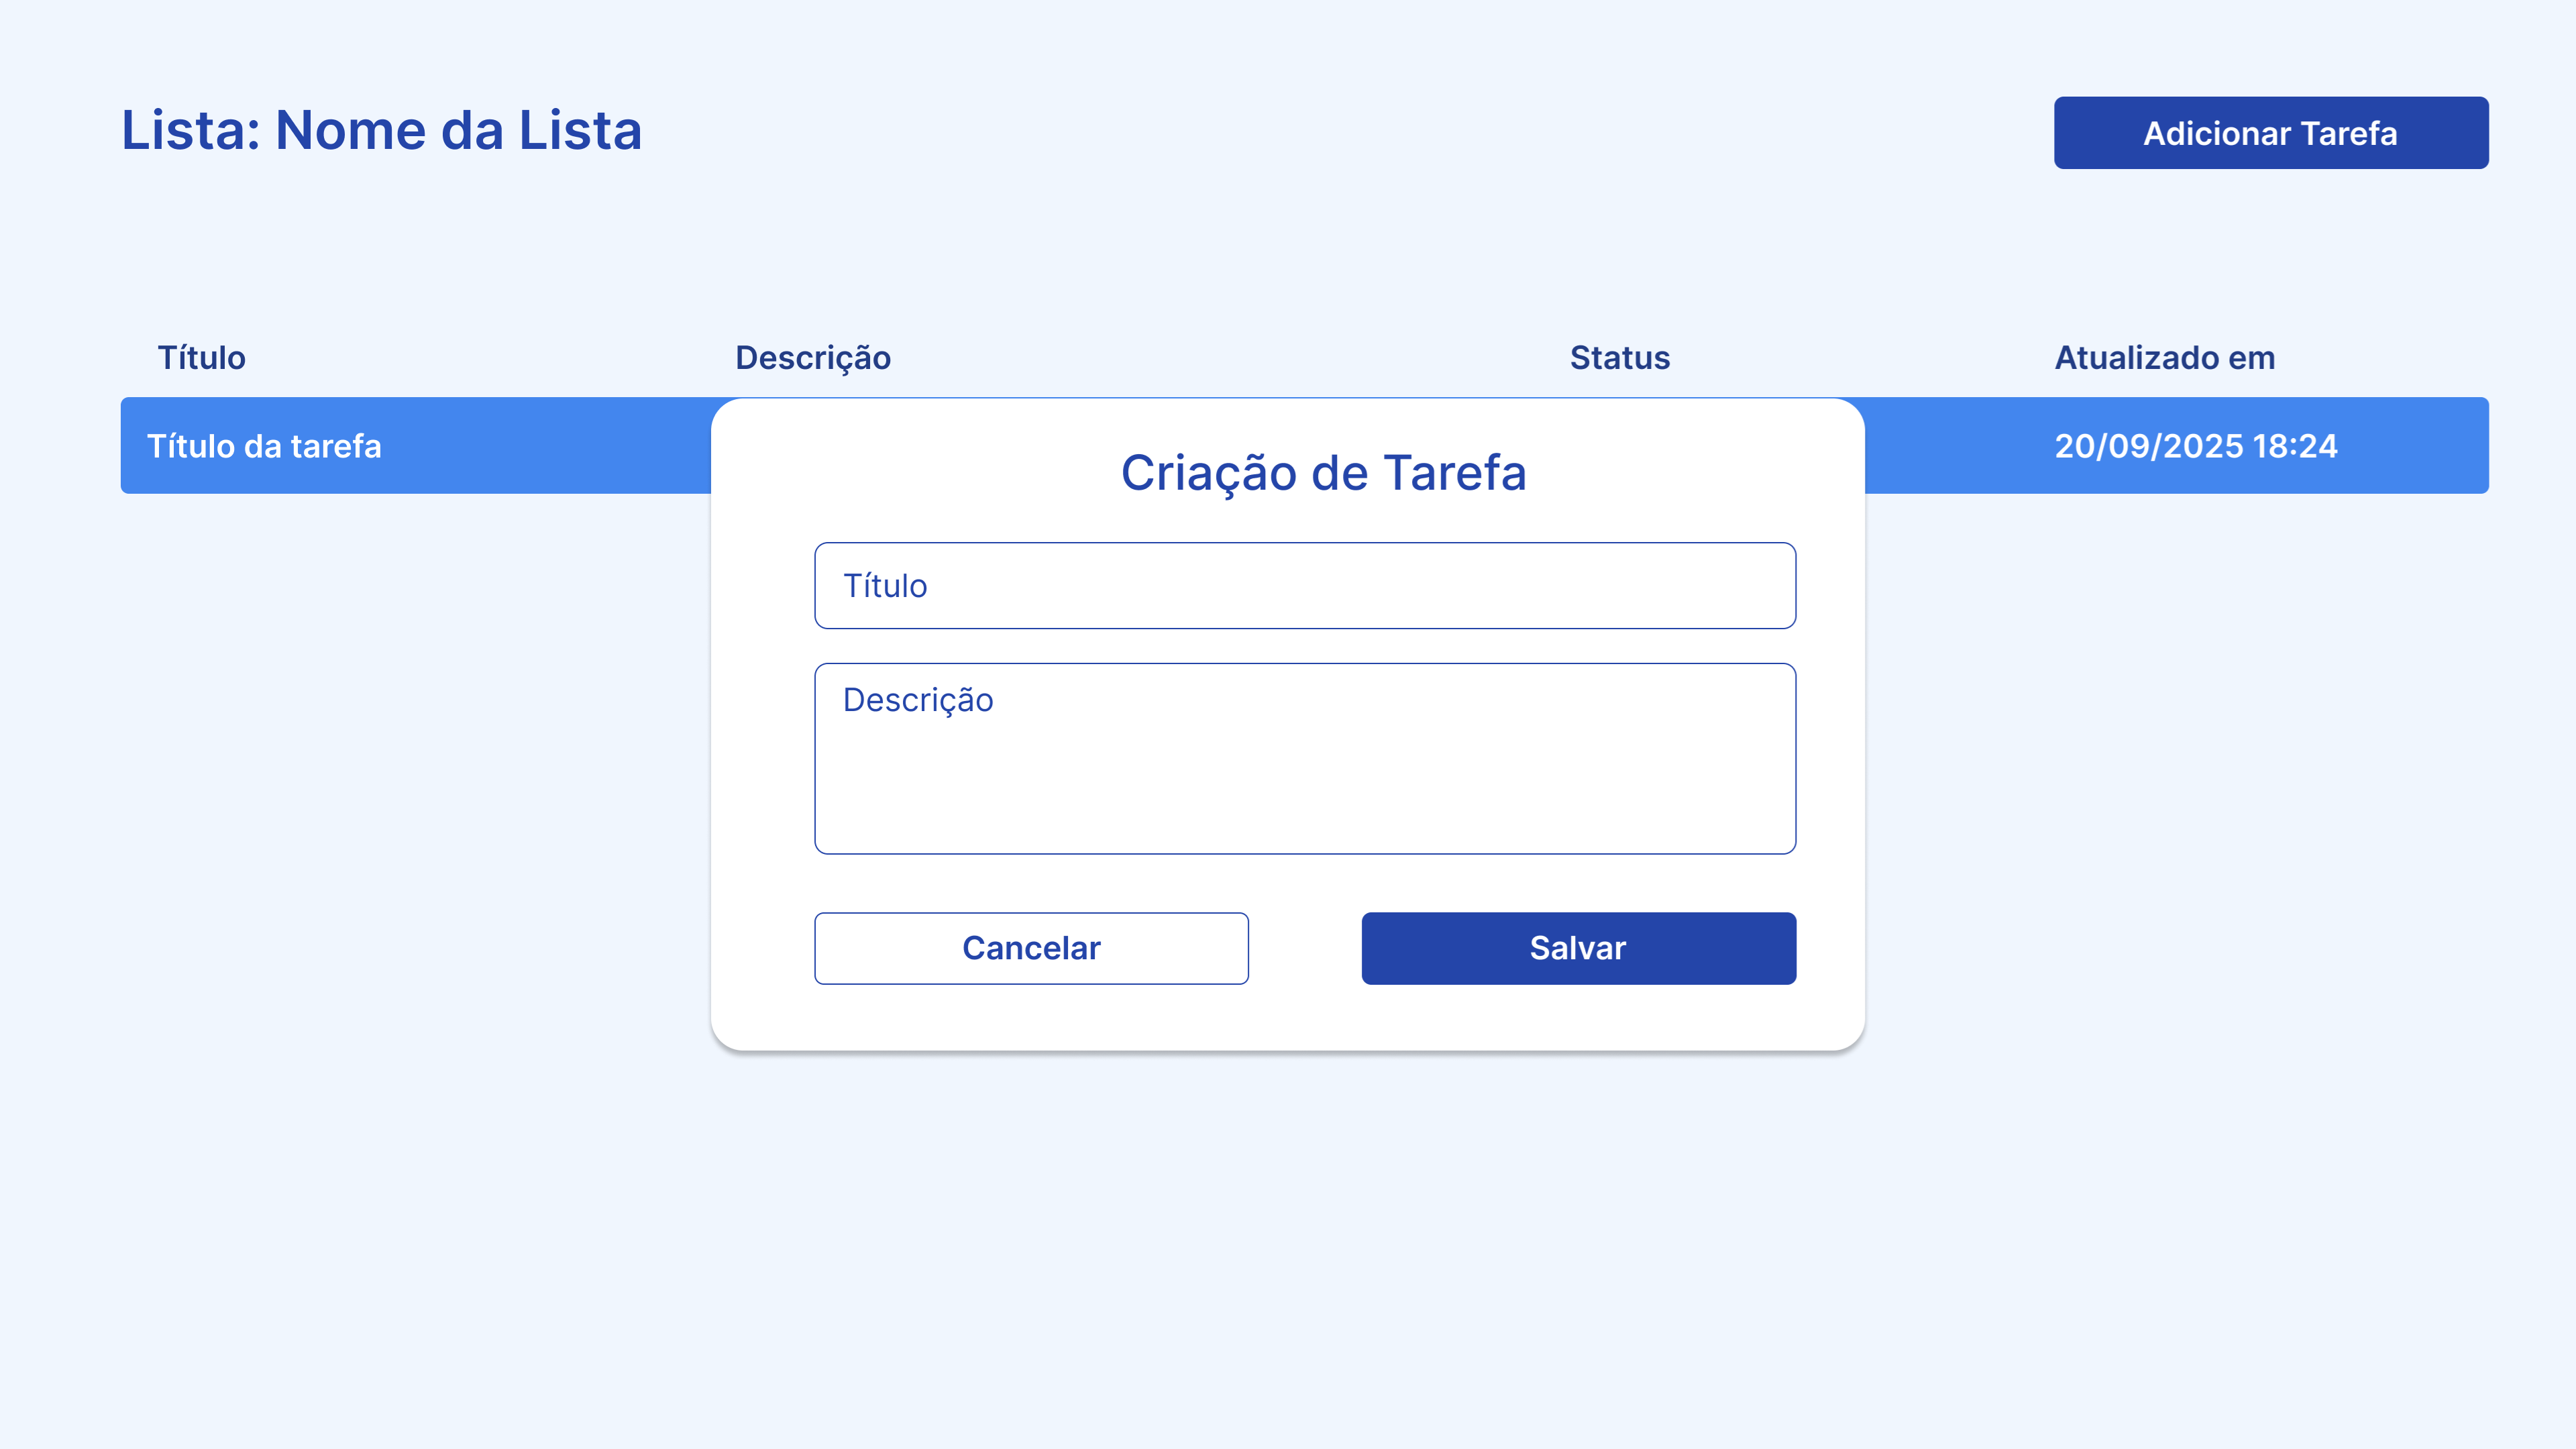 Lista: Nome da Lista
Adicionar Tarefa
Título
Descrição
Status
Atualizado em
Título da tarefa
20/09/2025 18:24
Criação de Tarefa
Título
Descrição
Cancelar
Salvar